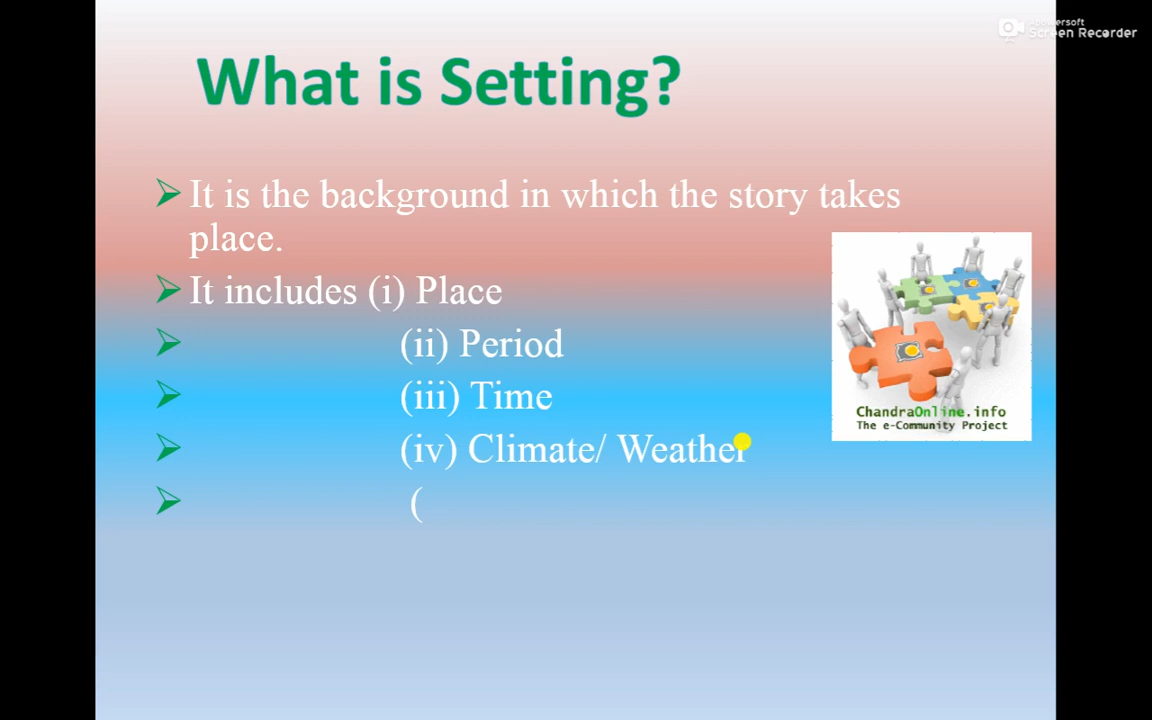 Apowersoft
Screen Recorder
What is Setting?
It is the background in which the story takes
place.
It includes (i) Place
(ii) Period
(iii) Time
(iv) Climate/ Weather
(
ChandraOnline.info
The e-Community Project